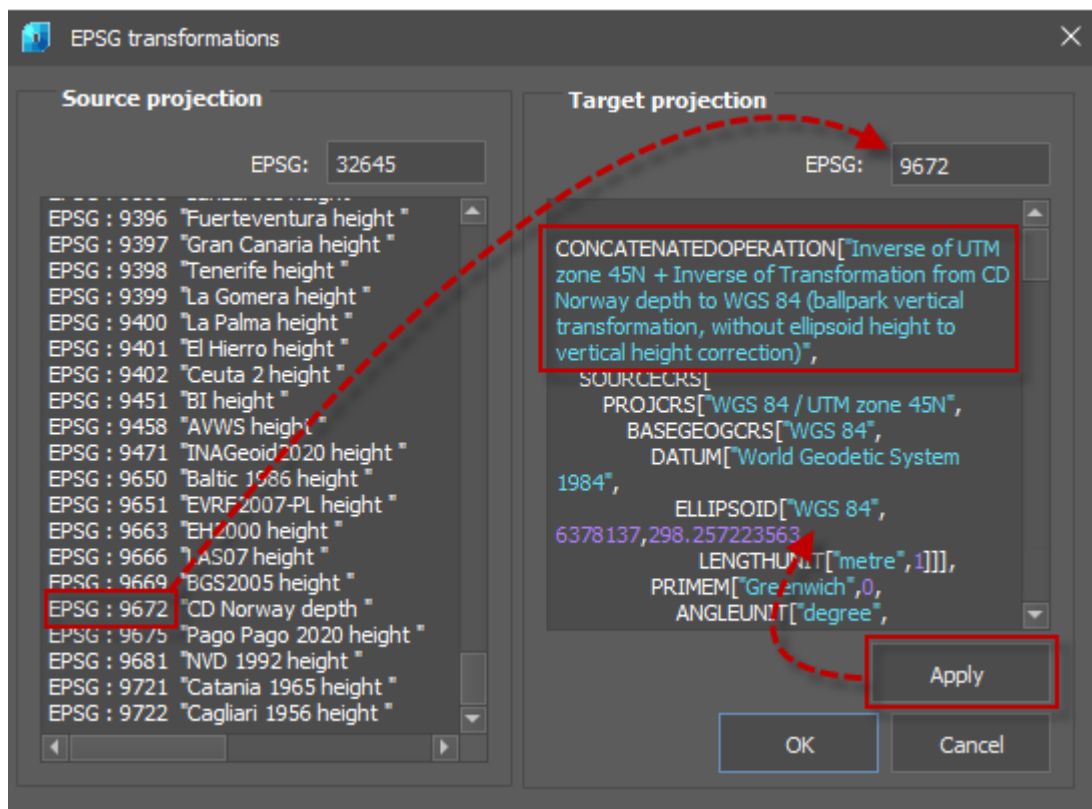 EPSG transformations
Source projection
EPSG: 32645
EPSG : 9396 "Fuerteventura height "
EPSG : 9397 "Gran Canaria height "
EPSG : 9398 "Tenerife height "
EPSG : 9399 "La Gomera height "
EPSG : 9400 "La Palma height "
EPSG : 9401 "El Hierro height "
EPSG : 9402 "Ceuta 2 height "
EPSG : 9451 "BI height "
EPSG : 9458 "AVWS height "
EPSG : 9471 "INAGeoid2020 height "
EPSG : 9650 "Baltic 1986 height "
EPSG : 9651 "EVRF2007-PL height "
EPSG : 9663 "EH2000 height "
EPSG : 9666 "LAS07 height "
EPSG : 9669 "BGS2005 height "
EPSG : 9672 "CD Norway depth "
EPSG : 9675 "Pago Pago 2020 height "
EPSG : 9681 "NVD 1992 height "
EPSG : 9721 "Catania 1965 height "
EPSG : 9722 "Cagliari 1956 height "
Target projection
EPSG: 9672
CONCATENATEDOPERATION["Inverse of UTM
zone 45N + Inverse of Transformation from CD
Norway depth to WGS 84 (ballpark vertical
transformation, without ellipsoid height to
vertical height correction)",
SOURCECRS[
PROJCRS["WGS 84 / UTM zone 45N",
BASEGEOGCRS["WGS 84",
DATUM["World Geodetic System
1984",
ELLIPSOID["WGS 84",
6378137,298.257223563,
LENGTHUNIT["metre",1]]],
PRIMEM["Greenwich",0,
ANGLEUNIT["degree",
Apply
OK
Cancel